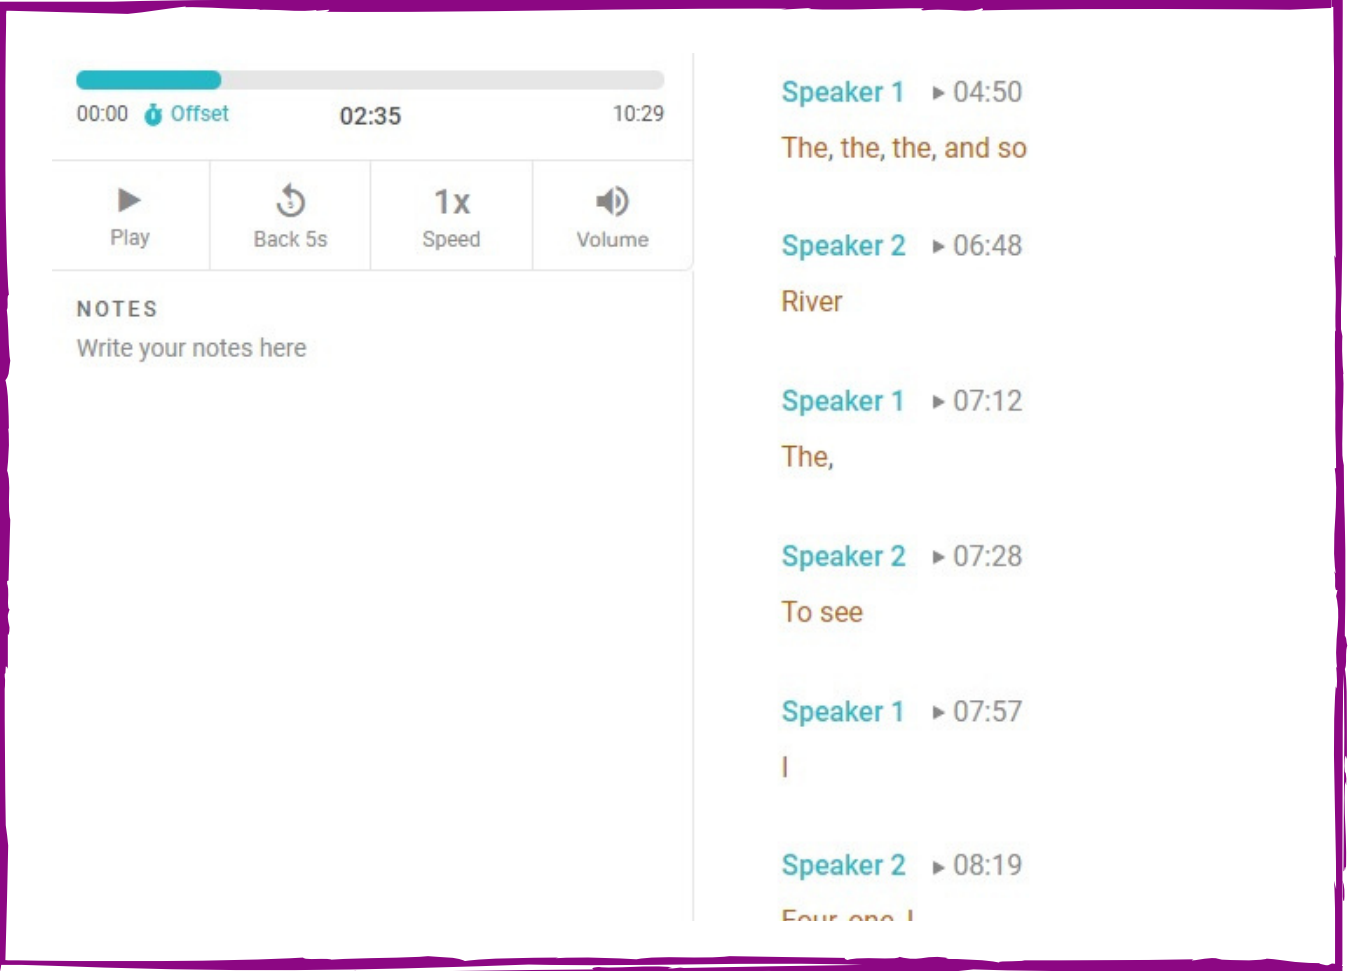 00:00 Offset 02:35 10:29
Play Back 5s 1x Speed Volume
NOTES
Write your notes here
Speaker 1 04:50
The, the, the, and so
Speaker 2 06:48
River
Speaker 1 07:12
The,
Speaker 2 07:28
To see
Speaker 1 07:57
I
Speaker 2 08:19
Four, one, I